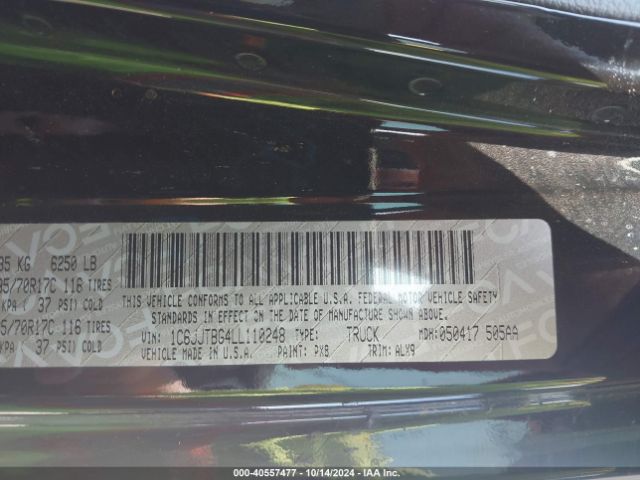 35 KG 6250 LB
/70R17C 116 TIRES
KPA ( 37 PSI) COLD
5/70R17C 116 TIRES
KPA ( 37 PSI) COLD
THIS VEHICLE CONFORMS TO ALL APPLICABLE U.S.A. FEDERAL MOTOR VEHICLE SAFETY
STANDARDS IN EFFECT ON THE DATE OF MANUFACTURE SHOWN ABOVE.
VIN: 1C6JJTBG4LL110248 TYPE: TRUCK MDH: 050417 505AA
VEHICLE MADE IN U.S.A. PAINT: PX8 TRIM: ALX9
000-40557477 - 10/14/2024 - IAA Inc.